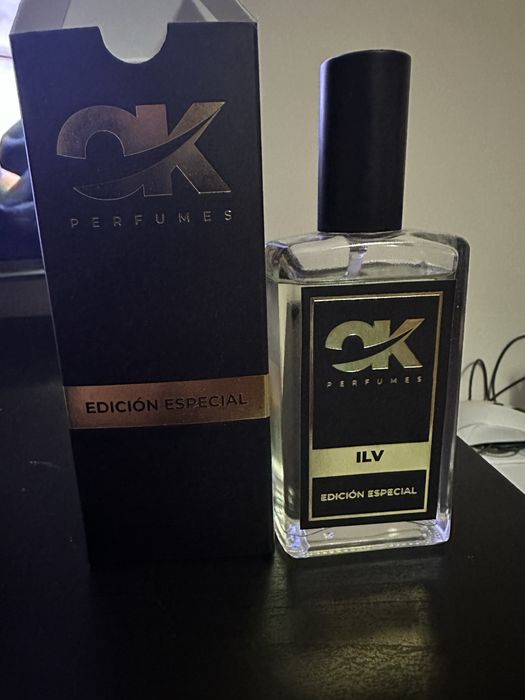 OK
PERFUMES
EDICIÓN ESPECIAL
OK
PERFUMES
ILV
EDICIÓN ESPECIAL